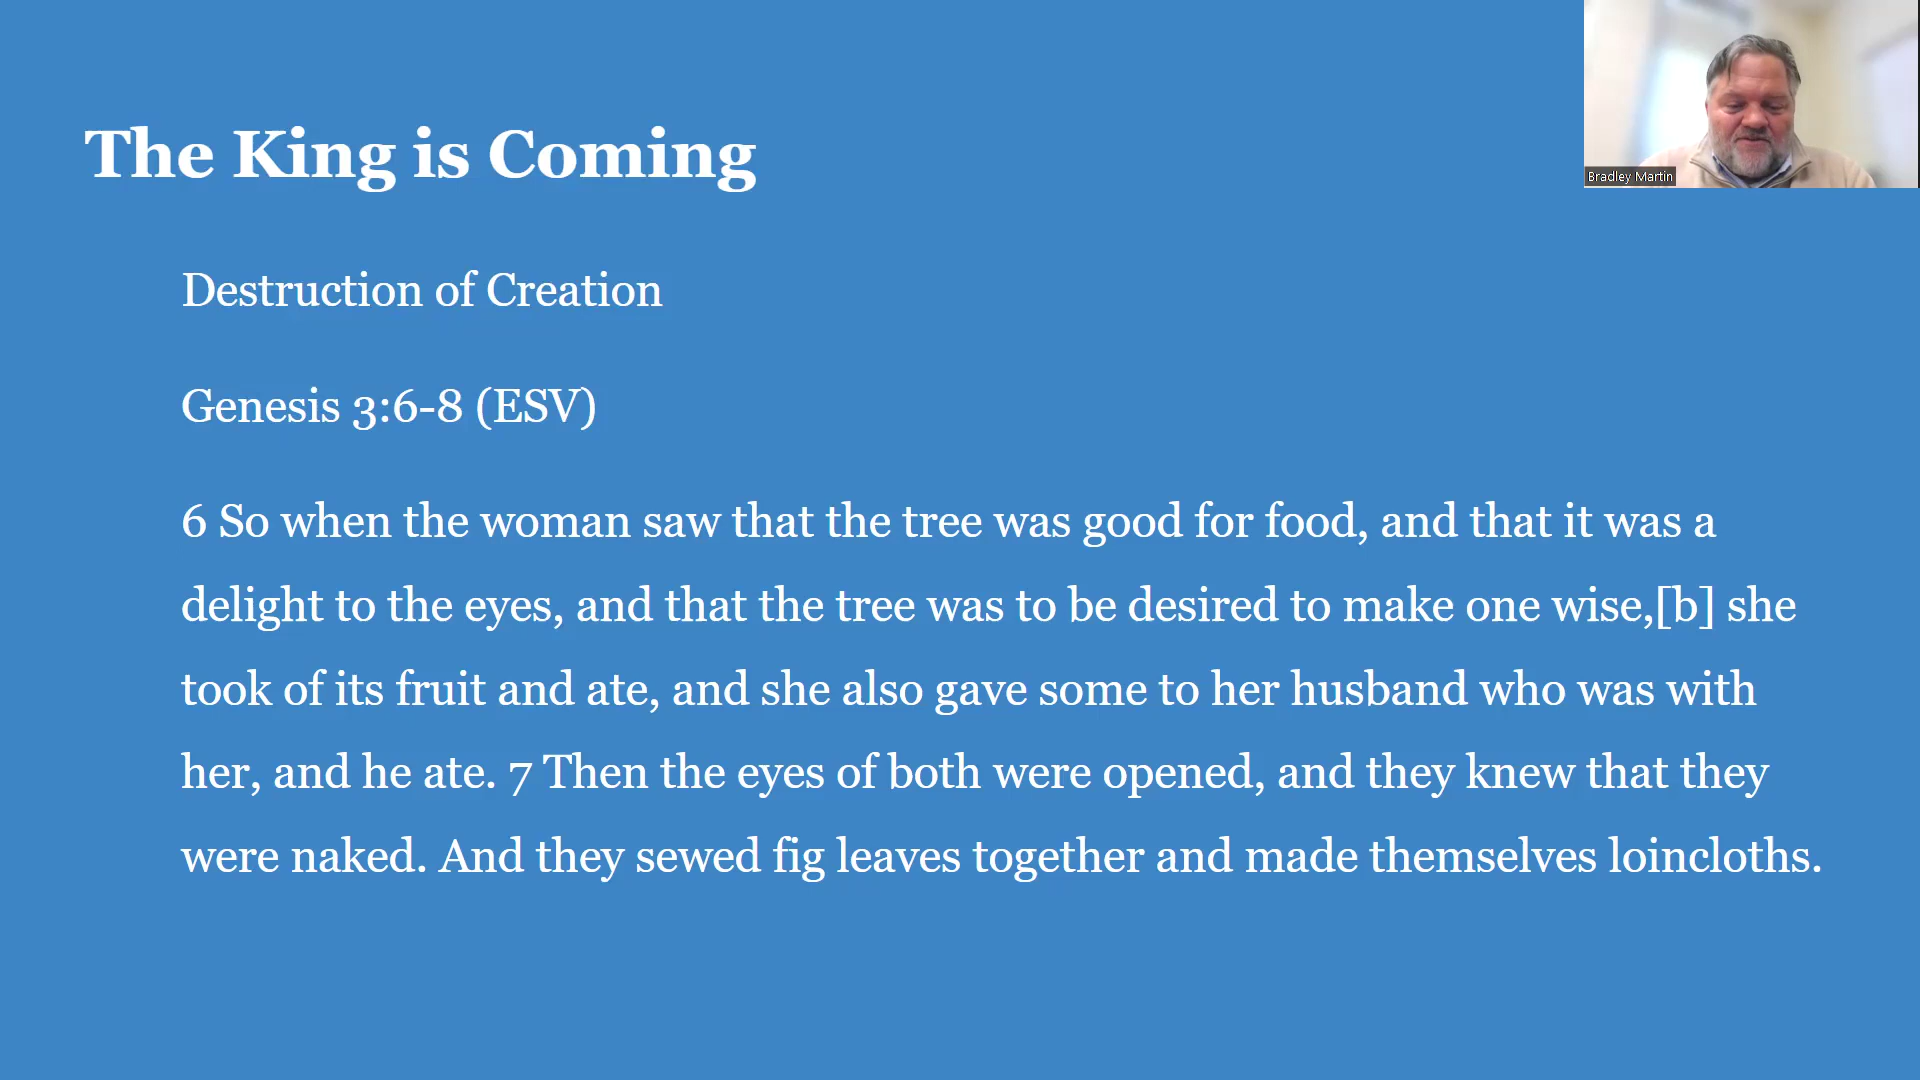 The King is Coming
Bradley Martin
Destruction of Creation
Genesis 3:6-8 (ESV)
6 So when the woman saw that the tree was good for food, and that it was a
delight to the eyes, and that the tree was to be desired to make one wise,[b] she
took of its fruit and ate, and she also gave some to her husband who was with
her, and he ate. 7 Then the eyes of both were opened, and they knew that they
were naked. And they sewed fig leaves together and made themselves loincloths.